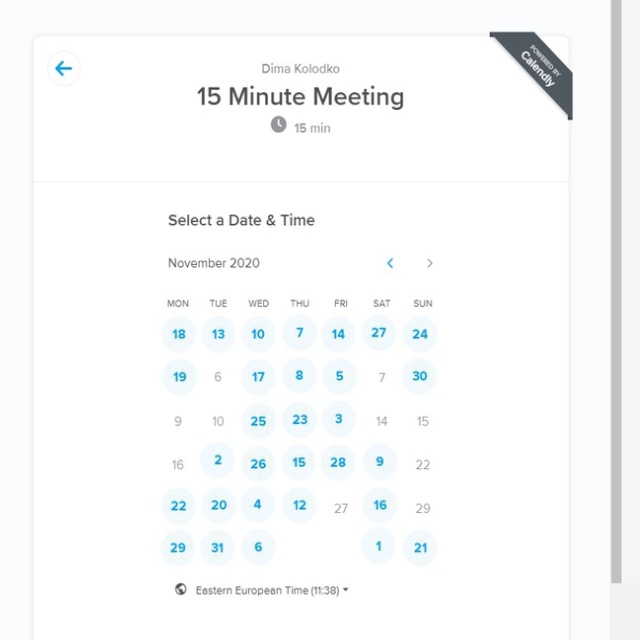 POWERED BY
Calendly
Dima Kolodko
15 Minute Meeting
15 min
Select a Date & Time
November 2020
MON TUE WED THU FRI SAT SUN
18 13 10 7 14 27 24
19 6 17 8 5 7 30
9 10 25 23 3 14 15
16 2 26 15 28 9 22
22 20 4 12 27 16 29
29 31 6 1 21
Eastern European Time (11:38)